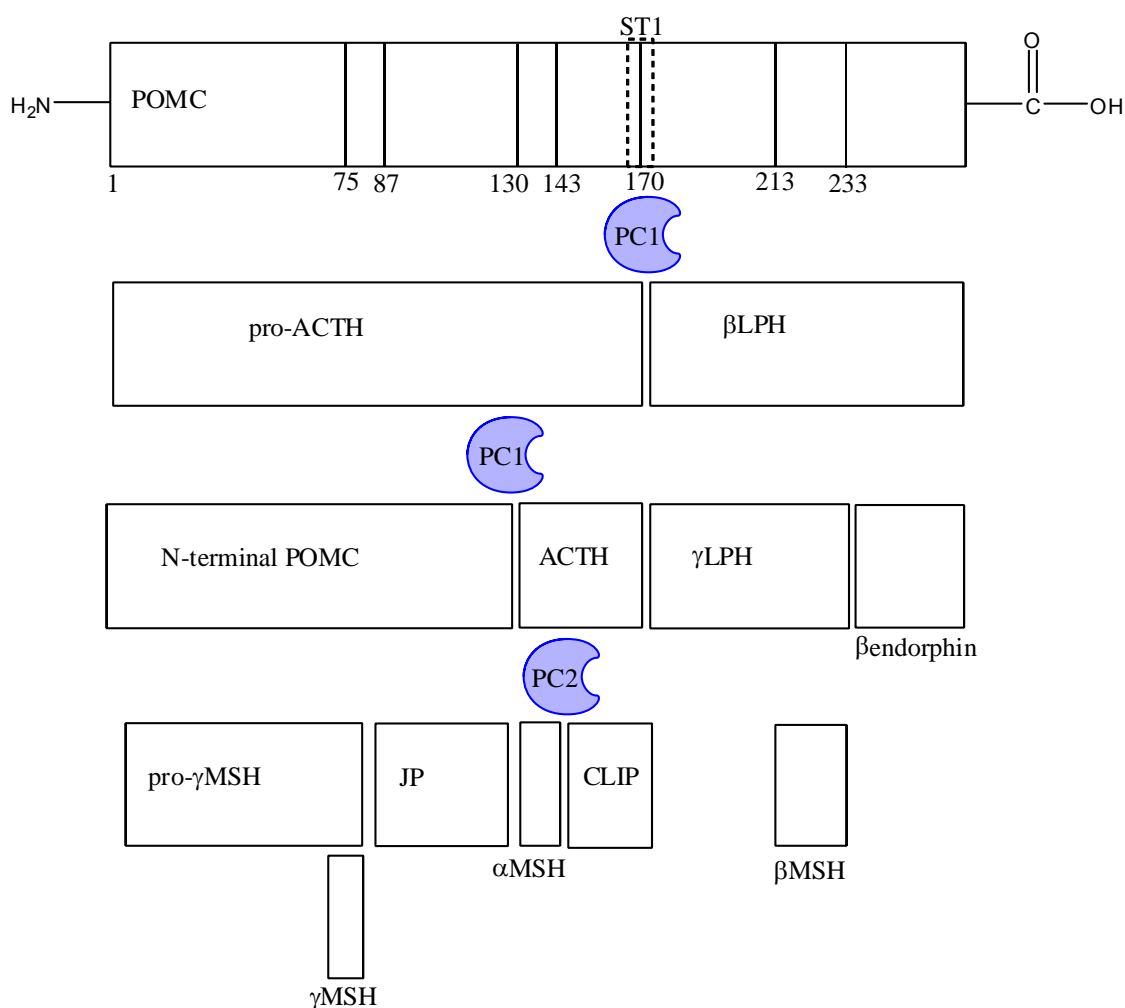 ST1
O
H2N
POMC
C
OH
1
75
87
130
143
170
213
233
PC1
pro-ACTH
βLPH
PC1
N-terminal POMC
ACTH
γLPH
βendorphin
PC2
pro-γMSH
JP
CLIP
αMSH
βMSH
γMSH